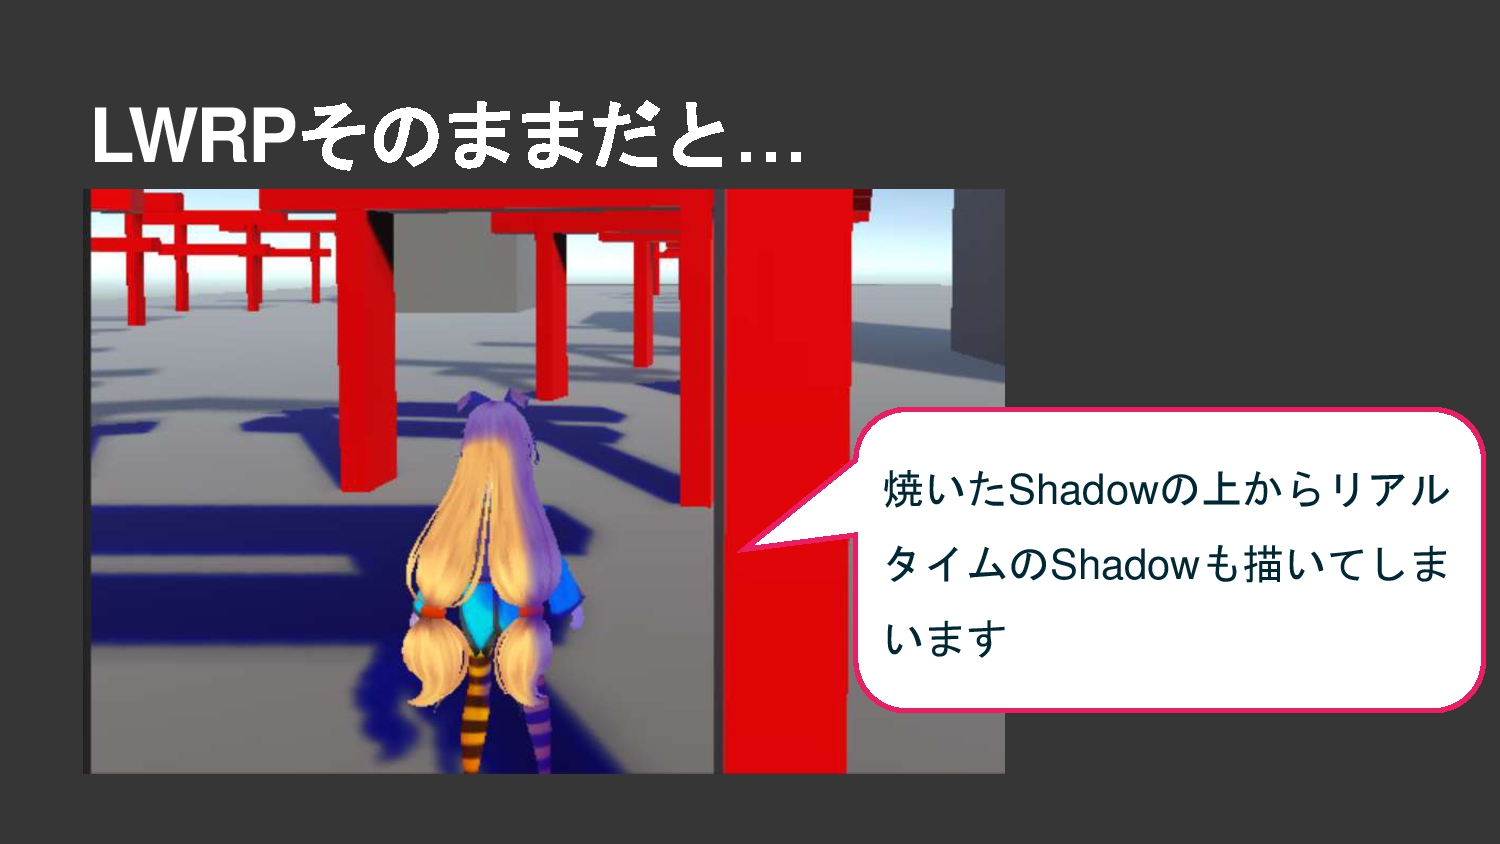 LWRPそのままだと…
焼いたShadowの上からリアル
タイムのShadowも描いてしま
います